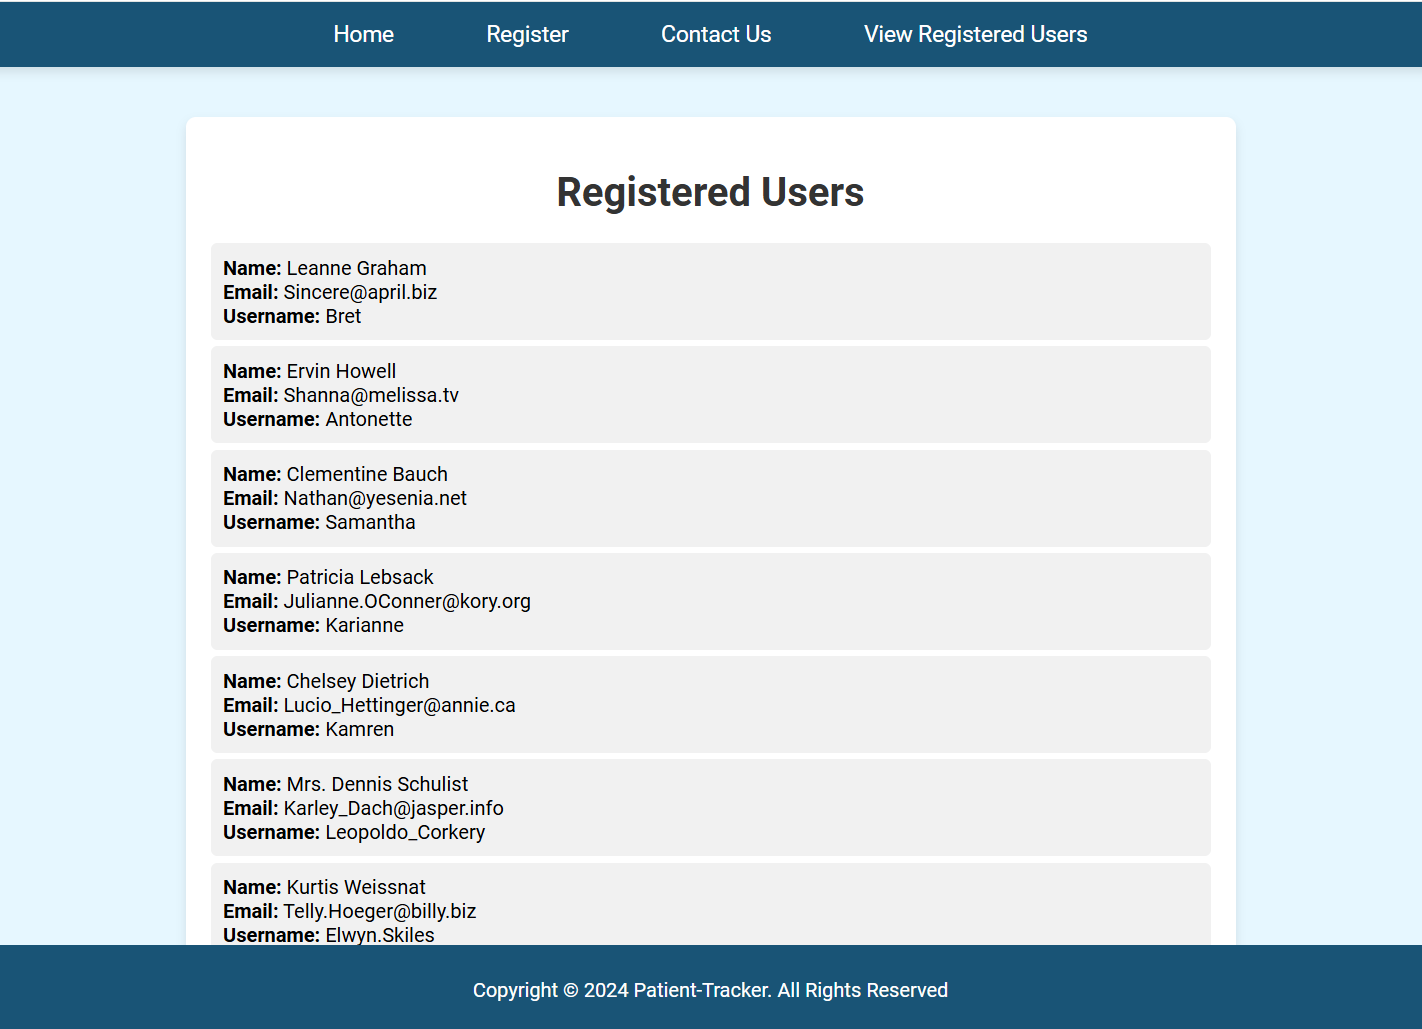 Home Register Contact Us View Registered Users
Registered Users
Name: Leanne Graham
Email: Sincere@april.biz
Username: Bret
Name: Ervin Howell
Email: Shanna@melissa.tv
Username: Antonette
Name: Clementine Bauch
Email: Nathan@yesenia.net
Username: Samantha
Name: Patricia Lebsack
Email: Julianne.OConner@kory.org
Username: Karianne
Name: Chelsey Dietrich
Email: Lucio_Hettinger@annie.ca
Username: Kamren
Name: Mrs. Dennis Schulist
Email: Karley_Dach@jasper.info
Username: Leopoldo_Corkery
Name: Kurtis Weissnat
Email: Telly.Hoeger@billy.biz
Username: Elwyn.Skiles
Copyright © 2024 Patient-Tracker. All Rights Reserved